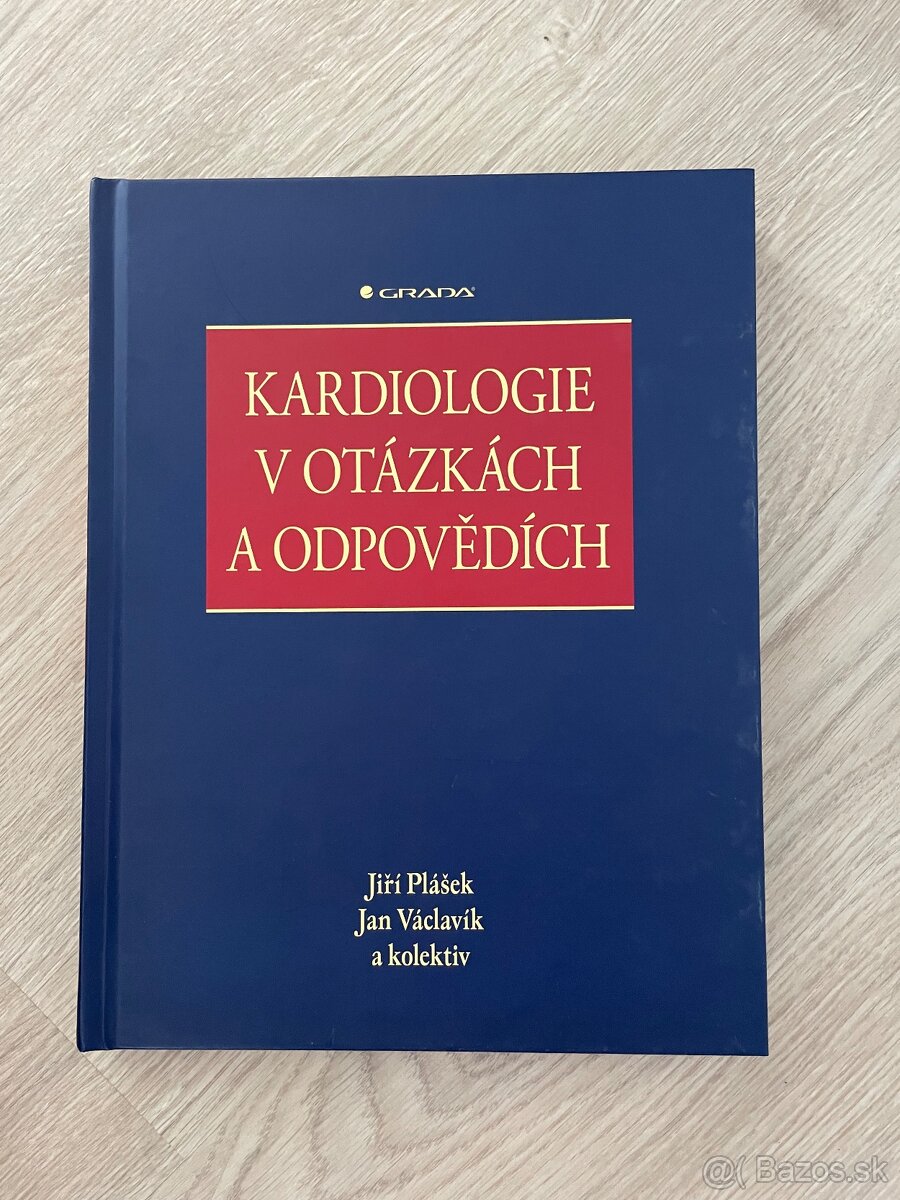 GRADA®
KARDIOLOGIE
V OTÁZKÁCH
A ODPOVĚDÍCH
Jiří Plášek
Jan Václavík
a kolektiv
@( Bazos.sk